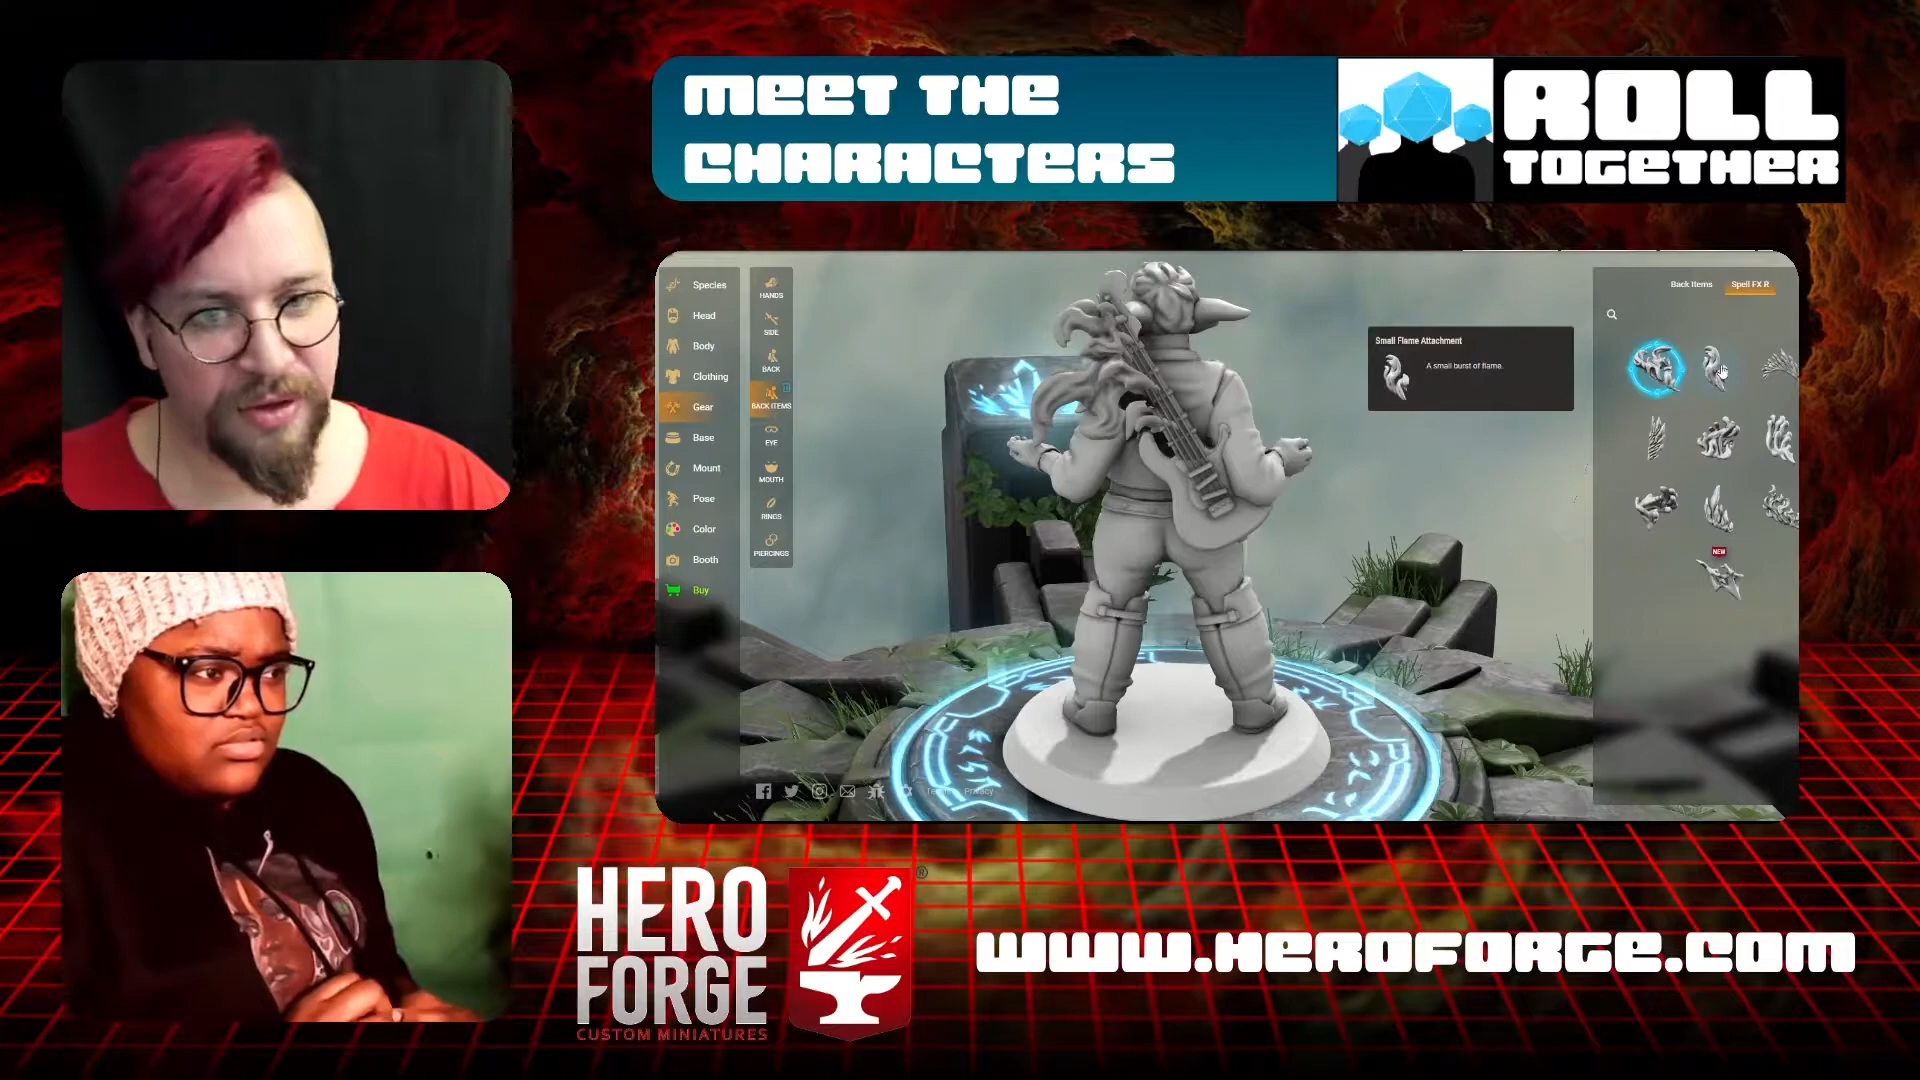 MEET THE
CHARACTERS
ROLL
TOGETHER
Species
Head
Body
Clothing
Gear
Base
Mount
Pose
Color
Booth
Buy
HANDS
SIDE
BACK
BACK ITEMS
EYE
MOUTH
RINGS
PIERCINGS
Small Flame Attachment
A small burst of flame.
Back Items
Spell FX R
NEW
Privacy
HERO
FORGE
CUSTOM MINIATURES
®
WWW.HEROFORGE.COM